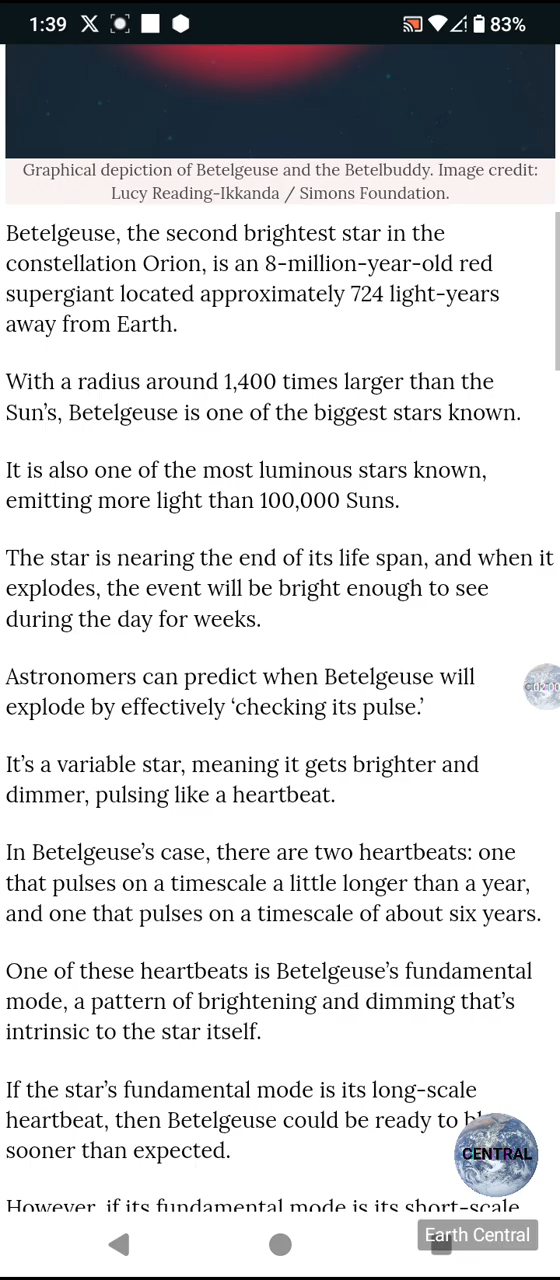 1:39 83%
Graphical depiction of Betelgeuse and the Betelbuddy. Image credit:
Lucy Reading-Ikkanda / Simons Foundation.
Betelgeuse, the second brightest star in the
constellation Orion, is an 8-million-year-old red
supergiant located approximately 724 light-years
away from Earth.
With a radius around 1,400 times larger than the
Sun’s, Betelgeuse is one of the biggest stars known.
It is also one of the most luminous stars known,
emitting more light than 100,000 Suns.
The star is nearing the end of its life span, and when it
explodes, the event will be bright enough to see
during the day for weeks.
Astronomers can predict when Betelgeuse will
explode by effectively ‘checking its pulse.’
It’s a variable star, meaning it gets brighter and
dimmer, pulsing like a heartbeat.
In Betelgeuse’s case, there are two heartbeats: one
that pulses on a timescale a little longer than a year,
and one that pulses on a timescale of about six years.
One of these heartbeats is Betelgeuse’s fundamental
mode, a pattern of brightening and dimming that’s
intrinsic to the star itself.
If the star’s fundamental mode is its long-scale
heartbeat, then Betelgeuse could be ready to
sooner than expected.
CENTRAL
However, if its fundamental mode is its short-scale
Earth Central